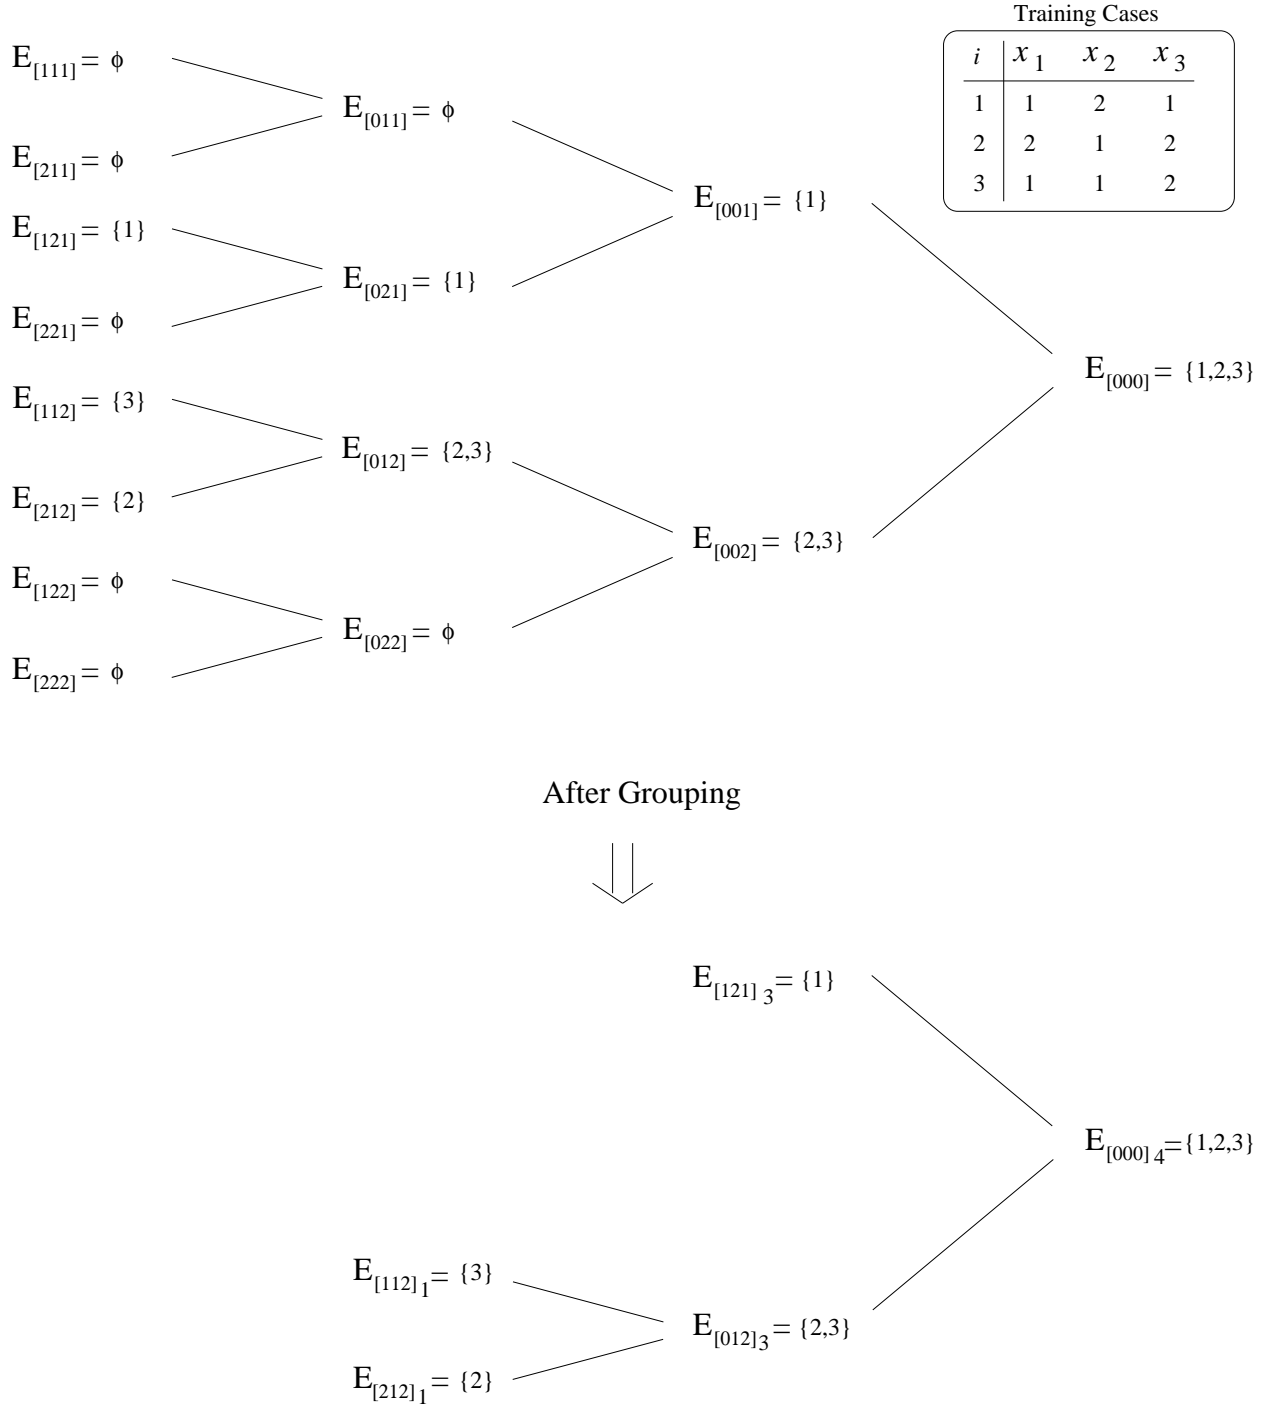 Training Cases
i x 1 x 2 x 3
1 1 2 1
2 2 1 2
3 1 1 2
E[111] = ϕ
E[011] = ϕ
E[211] = ϕ
E[001] = {1}
E[121] = {1}
E[021] = {1}
E[221] = ϕ
E[000] = {1,2,3}
E[112] = {3}
E[012] = {2,3}
E[212] = {2}
E[002] = {2,3}
E[122] = ϕ
E[022] = ϕ
E[222] = ϕ
After Grouping
E[121] 3 = {1}
E[000] 4 = {1,2,3}
E[112] 1 = {3}
E[012] 3 = {2,3}
E[212] 1 = {2}